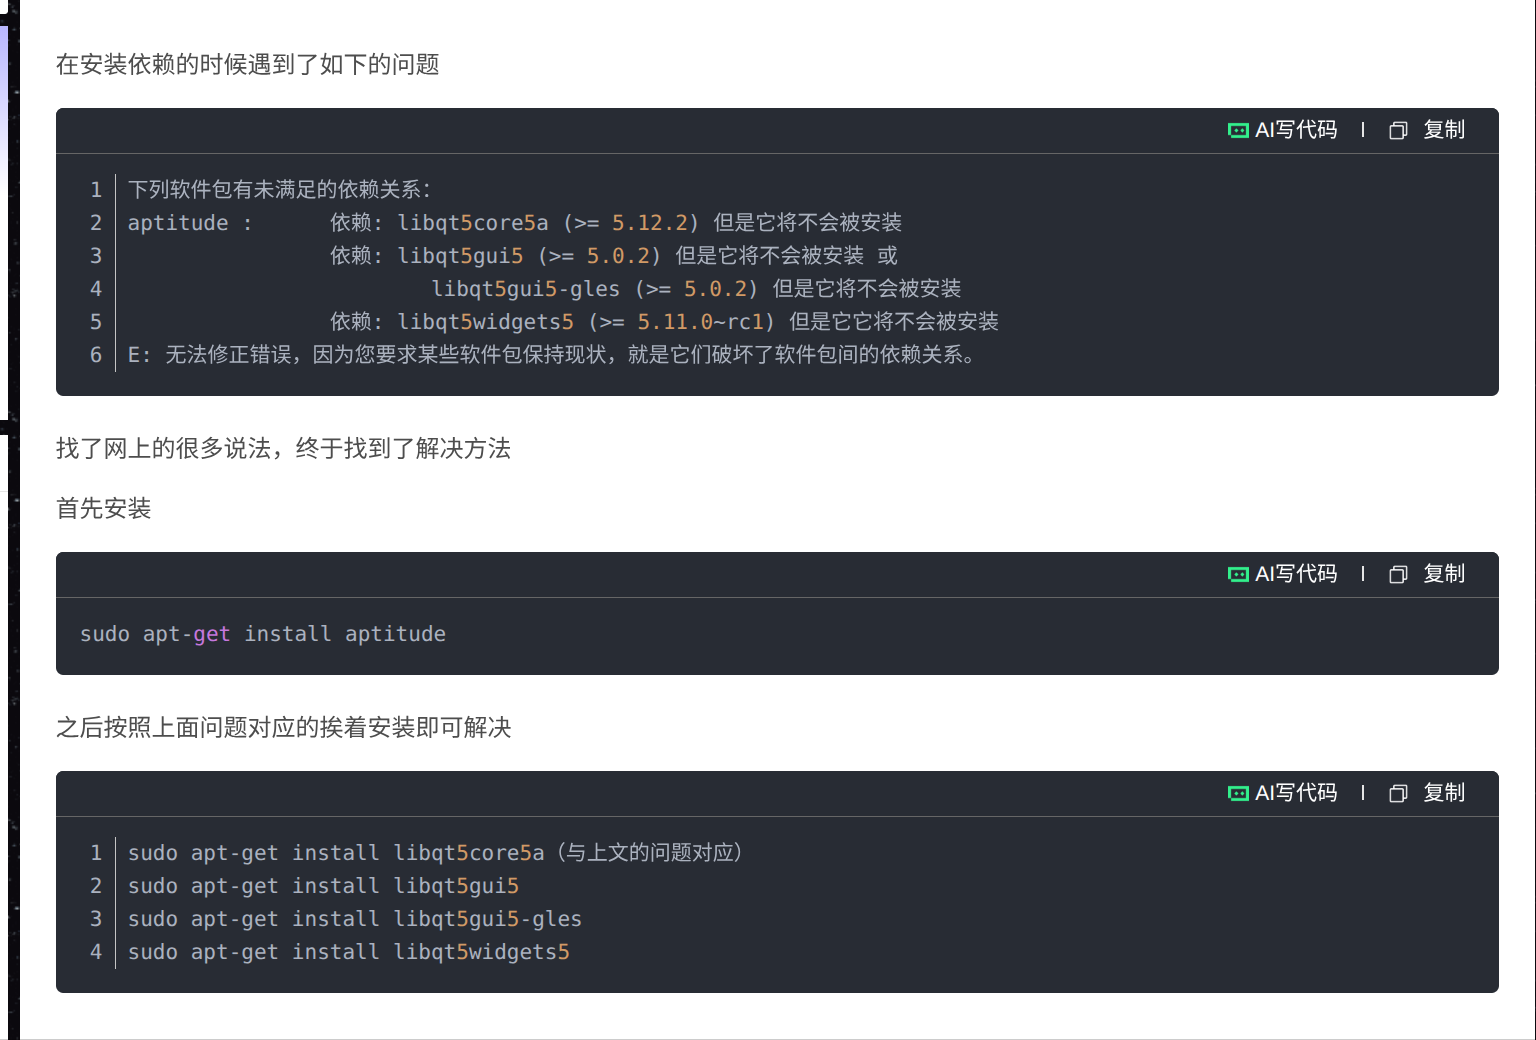 在安装依赖的时候遇到了如下的问题
AI写代码 复制
1 下列软件包有未满足的依赖关系：
2 aptitude : 依赖: libqt5core5a (>= 5.12.2) 但是它将不会被安装
3 依赖: libqt5gui5 (>= 5.0.2) 但是它将不会被安装 或
4 libqt5gui5-gles (>= 5.0.2) 但是它将不会被安装
5 依赖: libqt5widgets5 (>= 5.11.0~rc1) 但是它它将不会被安装
6 E: 无法修正错误，因为您要求某些软件包保持现状，就是它们破坏了软件包间的依赖关系。
找了网上的很多说法，终于找到了解决方法
首先安装
AI写代码 复制
sudo apt-get install aptitude
之后按照上面问题对应的挨着安装即可解决
AI写代码 复制
1 sudo apt-get install libqt5core5a（与上文的问题对应）
2 sudo apt-get install libqt5gui5
3 sudo apt-get install libqt5gui5-gles
4 sudo apt-get install libqt5widgets5